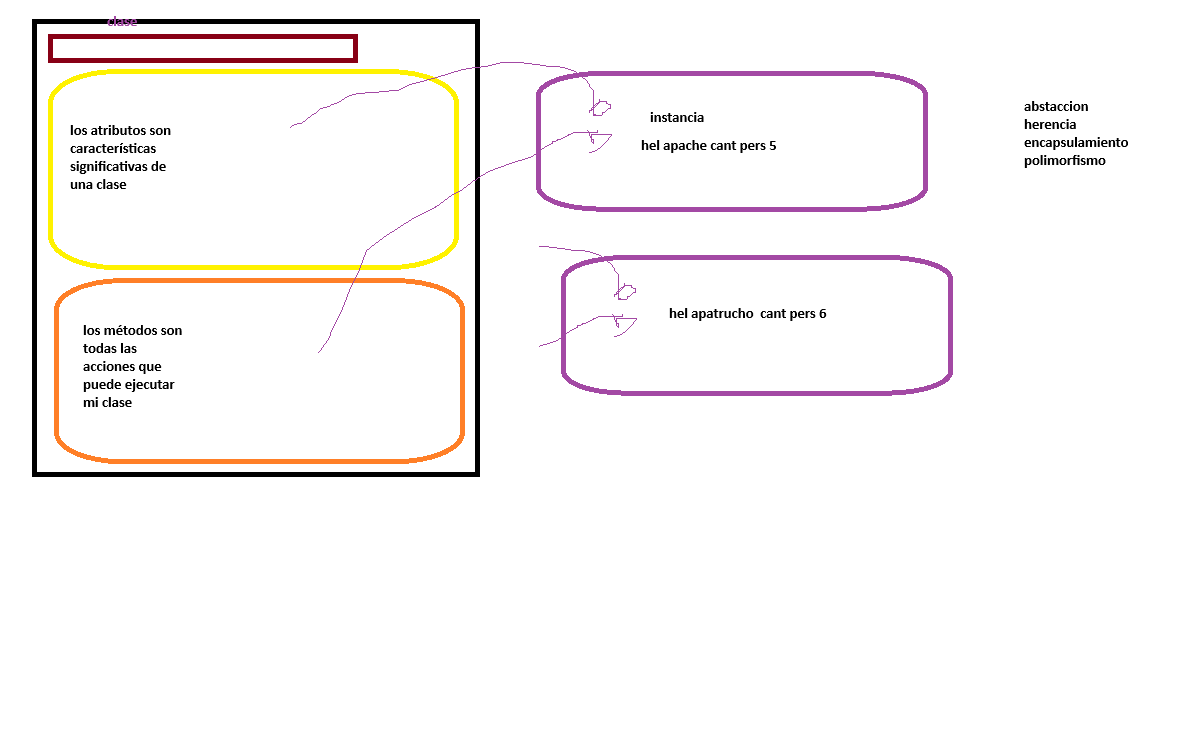 clase
los atributos son
características
significativas de
una clase
los métodos son
todas las
acciones que
puede ejecutar
mi clase
instancia
hel apache cant pers 5
hel apatrucho  cant pers 6
abstaccion
herencia
encapsulamiento
polimorfismo